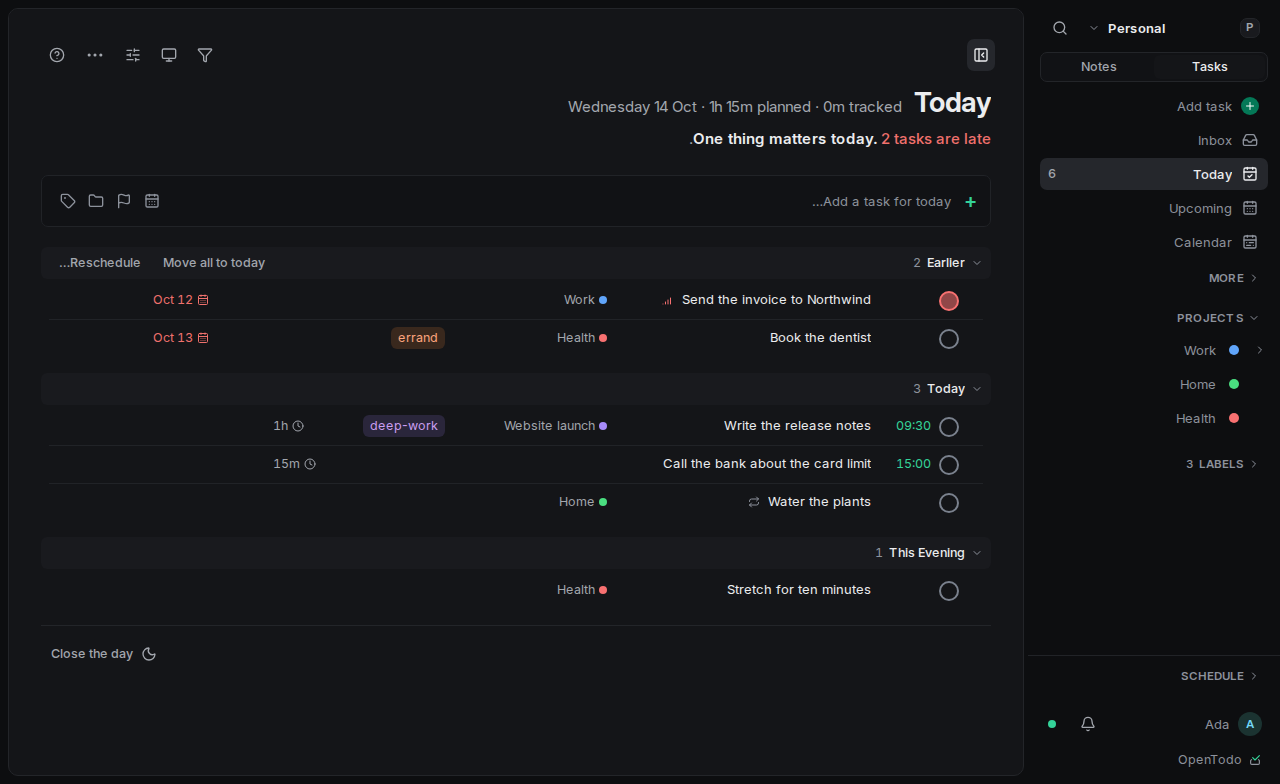 Personal
P
Notes
Tasks
Add task
Inbox
Today 6
Upcoming
Calendar
MORE
PROJECTS
Work
Home
Health
3 LABELS
SCHEDULE
Ada
A
OpenTodo
Today
Wednesday 14 Oct · 1h 15m planned · 0m tracked
One thing matters today. 2 tasks are late.
Add a task for today...
Earlier 2 Move all to today Reschedule...
Send the invoice to Northwind Work Oct 12
Book the dentist Health errand Oct 13
Today 3
09:30 Write the release notes Website launch deep-work 1h
15:00 Call the bank about the card limit 15m
Water the plants Home
This Evening 1
Stretch for ten minutes Health
Close the day